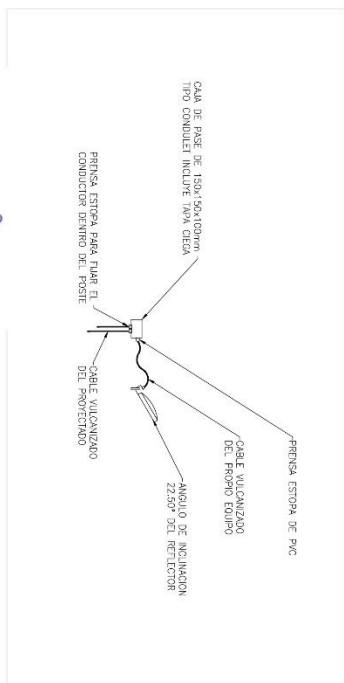 CAJA DE PASE DE 150x150x100mm
TIPO CONDULET INCLUYE TAPA CIEGA
PRENSA ESTOPA PARA FIJAR EL
CONDUCTOR DENTRO DEL POSTE
CABLE VULCANIZADO
DEL PROYECTADO
PRENSA ESTOPA DE PVC
CABLE VULCANIZADO
DEL PROPIO EQUIPO
ANGULO DE INCLINACION
22.50° DEL REFLECTOR